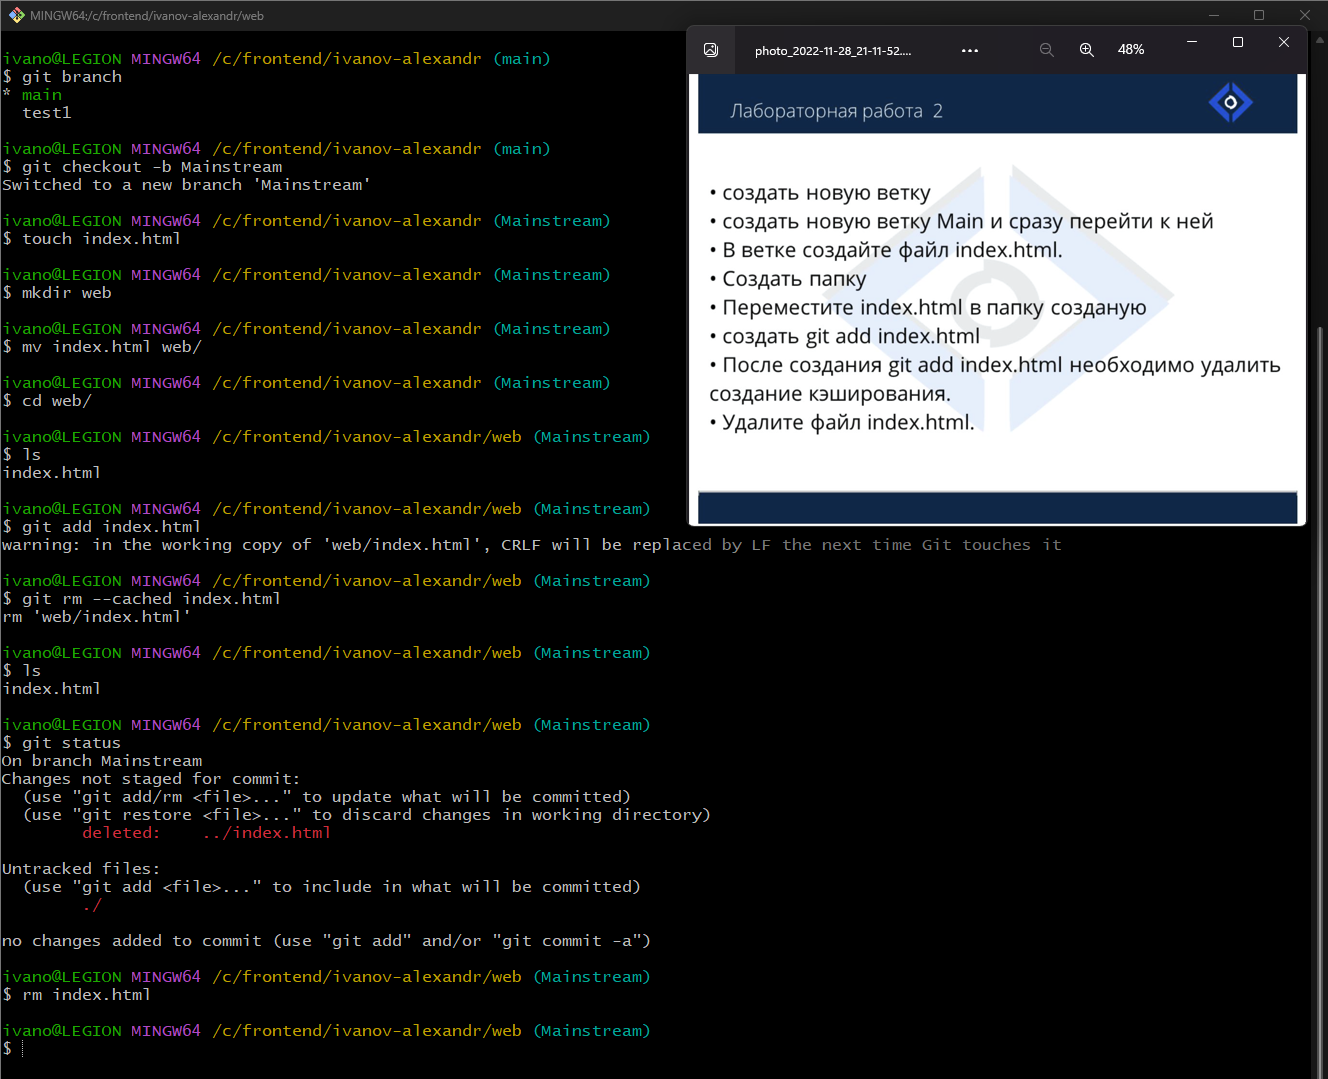 MINGW64:/c/frontend/ivanov-alexandr/web
ivano@LEGION MINGW64 /c/frontend/ivanov-alexandr (main)
$ git branch
* main
  test1
ivano@LEGION MINGW64 /c/frontend/ivanov-alexandr (main)
$ git checkout -b Mainstream
Switched to a new branch 'Mainstream'
ivano@LEGION MINGW64 /c/frontend/ivanov-alexandr (Mainstream)
$ touch index.html
ivano@LEGION MINGW64 /c/frontend/ivanov-alexandr (Mainstream)
$ mkdir web
ivano@LEGION MINGW64 /c/frontend/ivanov-alexandr (Mainstream)
$ mv index.html web/
ivano@LEGION MINGW64 /c/frontend/ivanov-alexandr (Mainstream)
$ cd web/
ivano@LEGION MINGW64 /c/frontend/ivanov-alexandr/web (Mainstream)
$ ls
index.html
ivano@LEGION MINGW64 /c/frontend/ivanov-alexandr/web (Mainstream)
$ git add index.html
warning: in the working copy of 'web/index.html', CRLF will be replaced by LF the next time Git touches it
ivano@LEGION MINGW64 /c/frontend/ivanov-alexandr/web (Mainstream)
$ git rm --cached index.html
rm 'web/index.html'
ivano@LEGION MINGW64 /c/frontend/ivanov-alexandr/web (Mainstream)
$ ls
index.html
ivano@LEGION MINGW64 /c/frontend/ivanov-alexandr/web (Mainstream)
$ git status
On branch Mainstream
Changes not staged for commit:
  (use "git add/rm <file>..." to update what will be committed)
  (use "git restore <file>..." to discard changes in working directory)
        deleted:    ../index.html
Untracked files:
  (use "git add <file>..." to include in what will be committed)
        ./
no changes added to commit (use "git add" and/or "git commit -a")
ivano@LEGION MINGW64 /c/frontend/ivanov-alexandr/web (Mainstream)
$ rm index.html
ivano@LEGION MINGW64 /c/frontend/ivanov-alexandr/web (Mainstream)
$
photo_2022-11-28_21-11-52....
48%
Лабораторная работа 2
• создать новую ветку
• создать новую ветку Main и сразу перейти к ней
• В ветке создайте файл index.html.
• Создать папку
• Переместите index.html в папку созданую
• создать git add index.html
• После создания git add index.html необходимо удалить
создание кэширования.
• Удалите файл index.html.